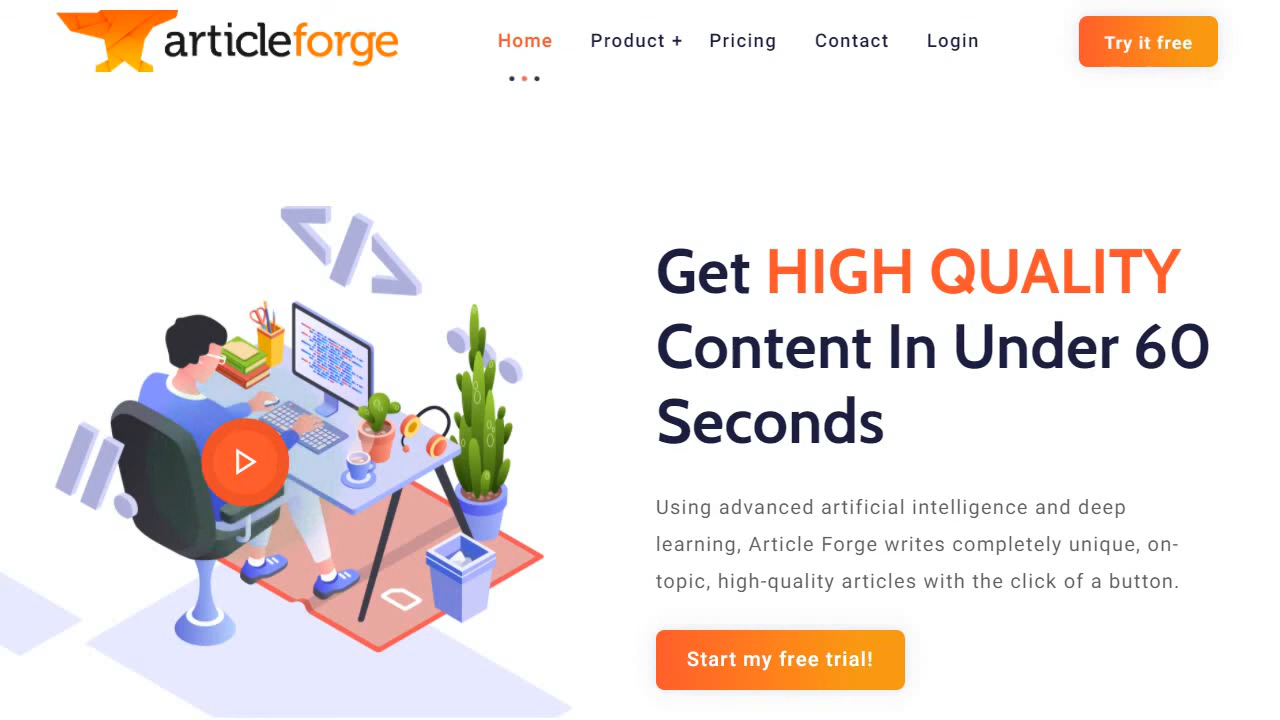 articleforge
Home Product + Pricing Contact Login
Try it free
Get HIGH QUALITY
Content In Under 60
Seconds
Using advanced artificial intelligence and deep
learning, Article Forge writes completely unique, on-
topic, high-quality articles with the click of a button.
Start my free trial!